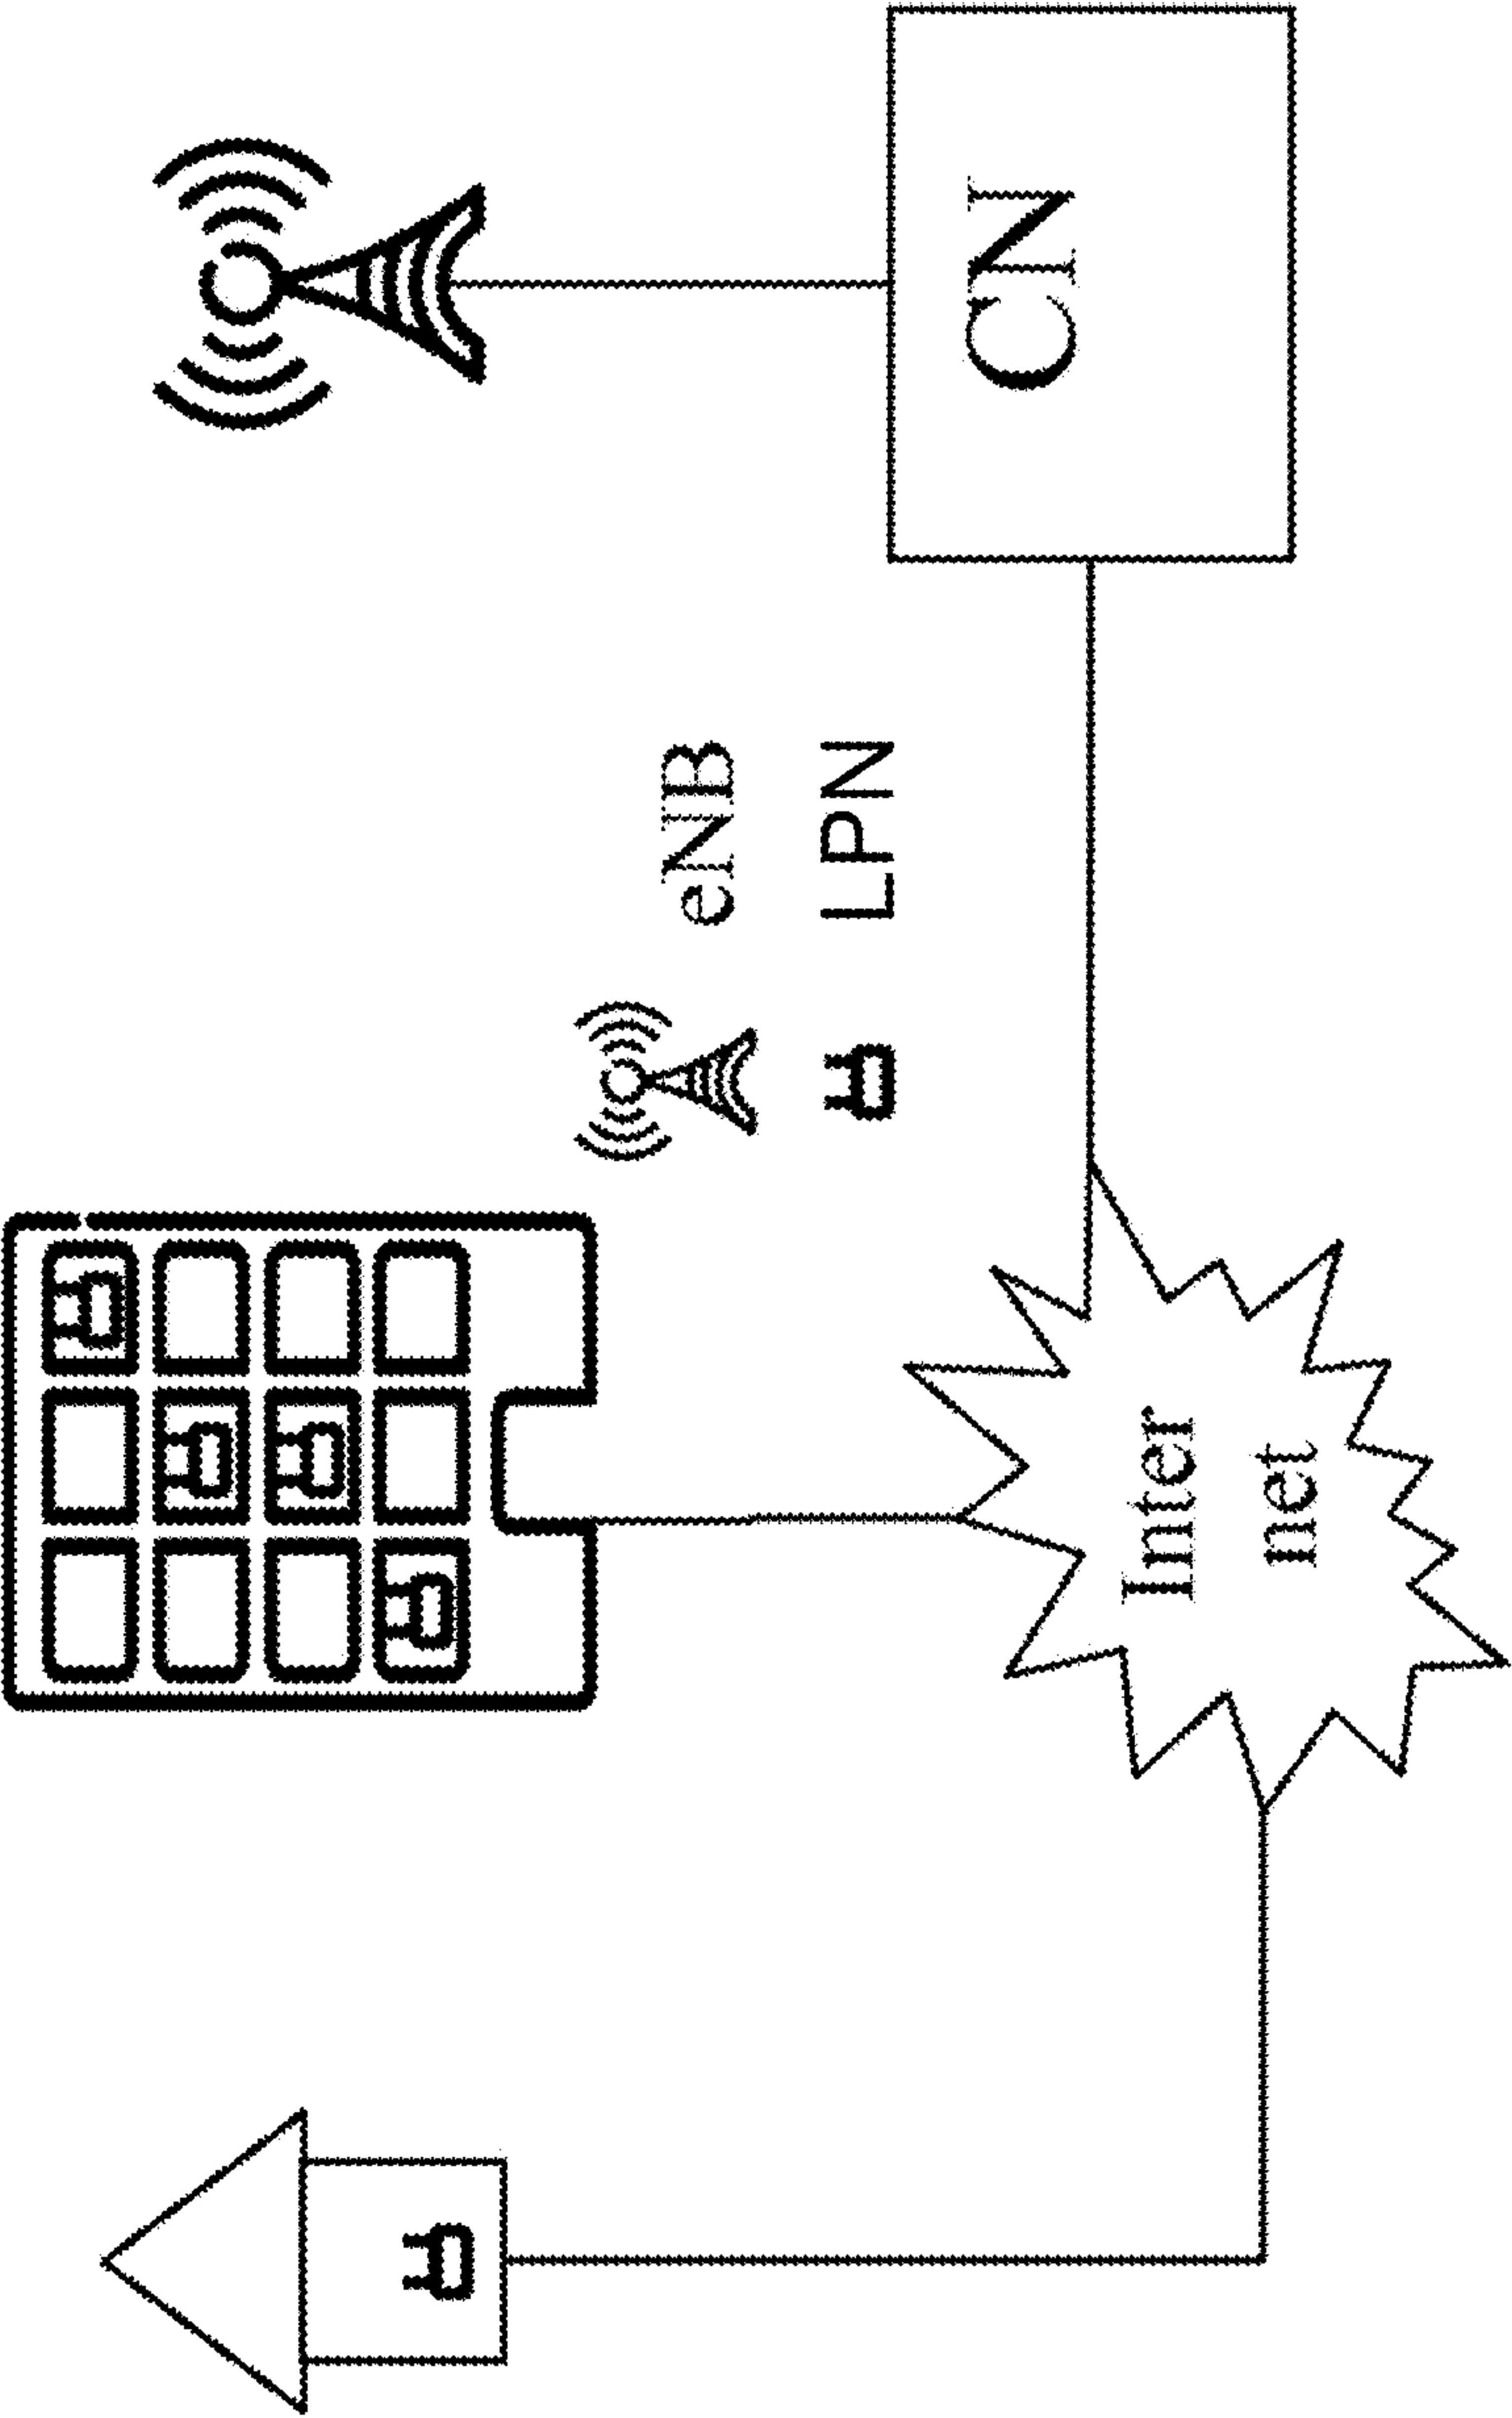 eNB
LPN
CN
Inter
net